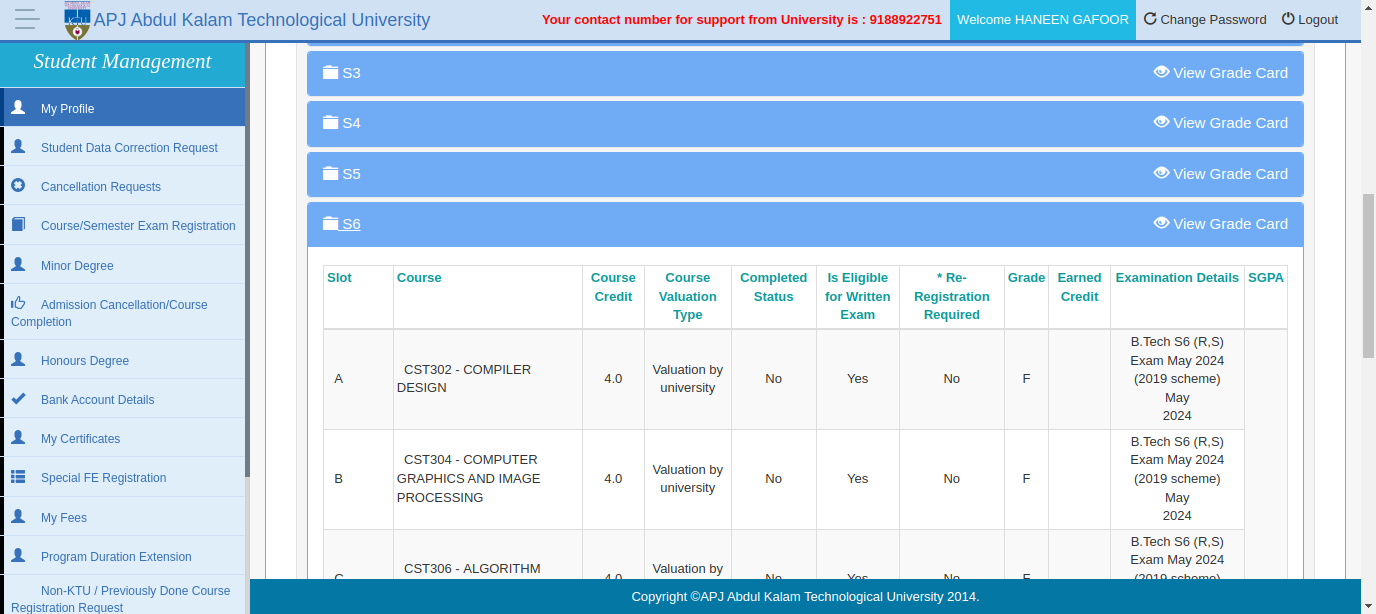 APJ Abdul Kalam Technological University
Your contact number for support from University is : 9188922751
Welcome HANEEN GAFOOR
Change Password
Logout
Student Management
My Profile
Student Data Correction Request
Cancellation Requests
Course/Semester Exam Registration
Minor Degree
Admission Cancellation/Course
Completion
Honours Degree
Bank Account Details
My Certificates
Special FE Registration
My Fees
Program Duration Extension
Non-KTU / Previously Done Course
Registration Request
S3 View Grade Card
S4 View Grade Card
S5 View Grade Card
S6 View Grade Card
Slot Course Course Course Completed Is Eligible * Re- Grade Earned Examination Details SGPA
Credit Valuation Status for Written Registration Credit
Type Exam Required
B.Tech S6 (R,S)
CST302 - COMPILER Valuation by Exam May 2024
A 4.0 No Yes No F (2019 scheme)
DESIGN university May
2024
B.Tech S6 (R,S)
CST304 - COMPUTER Valuation by Exam May 2024
B GRAPHICS AND IMAGE 4.0 No Yes No F (2019 scheme)
PROCESSING university May
2024
B.Tech S6 (R,S)
CST306 - ALGORITHM Valuation by Exam May 2024
C 4.0 No Yes No F (2019 scheme)
Copyright ©APJ Abdul Kalam Technological University 2014.